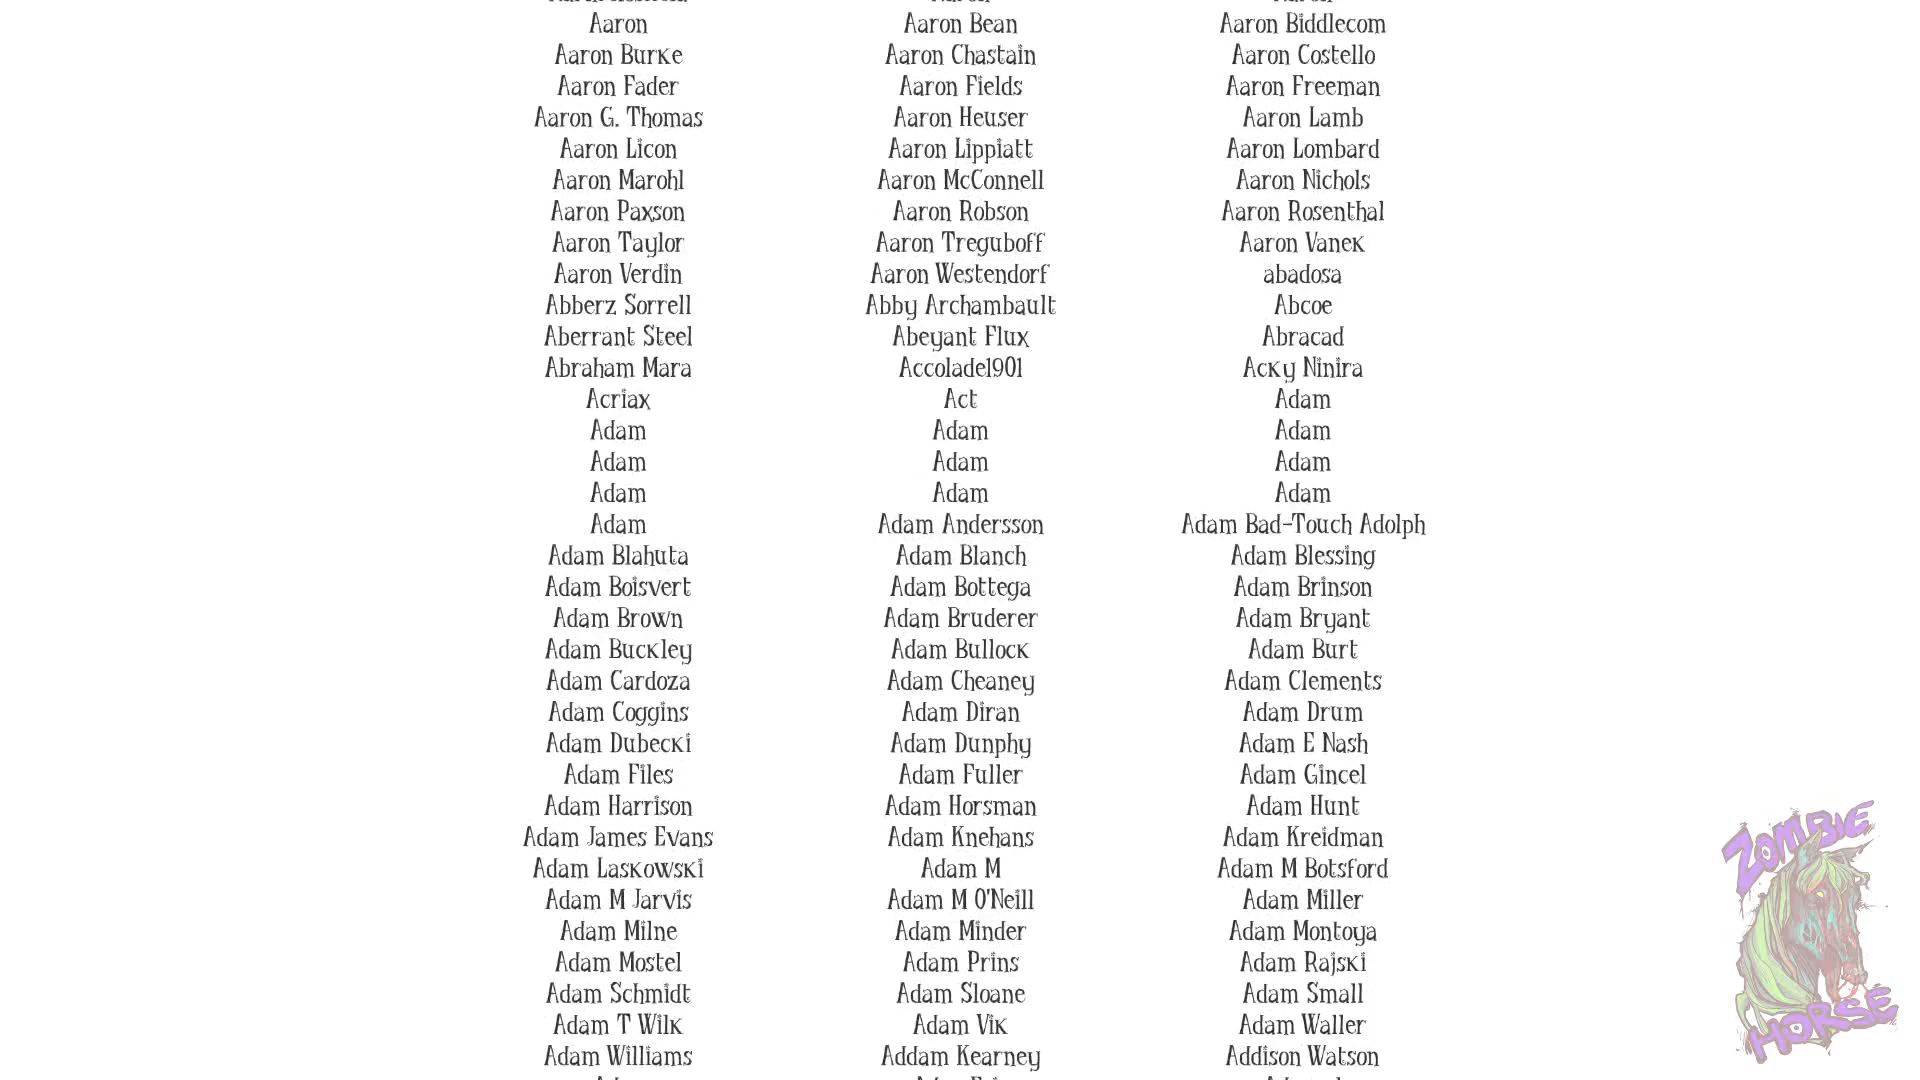 Aaron Aaron Bean Aaron Biddlecom
Aaron Burke Aaron Chastain Aaron Costello
Aaron Fader Aaron Fields Aaron Freeman
Aaron G. Thomas Aaron Heuser Aaron Lamb
Aaron Licon Aaron Lippiatt Aaron Lombard
Aaron Marohl Aaron McConnell Aaron Nichols
Aaron Paxson Aaron Robson Aaron Rosenthal
Aaron Taylor Aaron Treguboff Aaron Vanek
Aaron Verdin Aaron Westendorf abadosa
Abberz Sorrell Abby Archambault Abcoe
Aberrant Steel Abeyant Flux Abracad
Abraham Mara Accolade1901 Acky Ninira
Acriax Act Adam
Adam Adam Adam
Adam Adam Adam
Adam Adam Adam
Adam Adam Andersson Adam Bad-Touch Adolph
Adam Blahuta Adam Blanch Adam Blessing
Adam Boisvert Adam Bottega Adam Brinson
Adam Brown Adam Bruderer Adam Bryant
Adam Buckley Adam Bullock Adam Burt
Adam Cardoza Adam Cheaney Adam Clements
Adam Coggins Adam Diran Adam Drum
Adam Dubecki Adam Dunphy Adam E Nash
Adam Files Adam Fuller Adam Gincel
Adam Harrison Adam Horsman Adam Hunt
Adam James Evans Adam Knehans Adam Kreidman
Adam Laskowski Adam M Adam M Botsford
Adam M Jarvis Adam M O'Neill Adam Miller
Adam Milne Adam Minder Adam Montoya
Adam Mostel Adam Prins Adam Rajski
Adam Schmidt Adam Sloane Adam Small
Adam T Wilk Adam Vik Adam Waller
Adam Williams Addam Kearney Addison Watson
ZOMBIE
HORSE